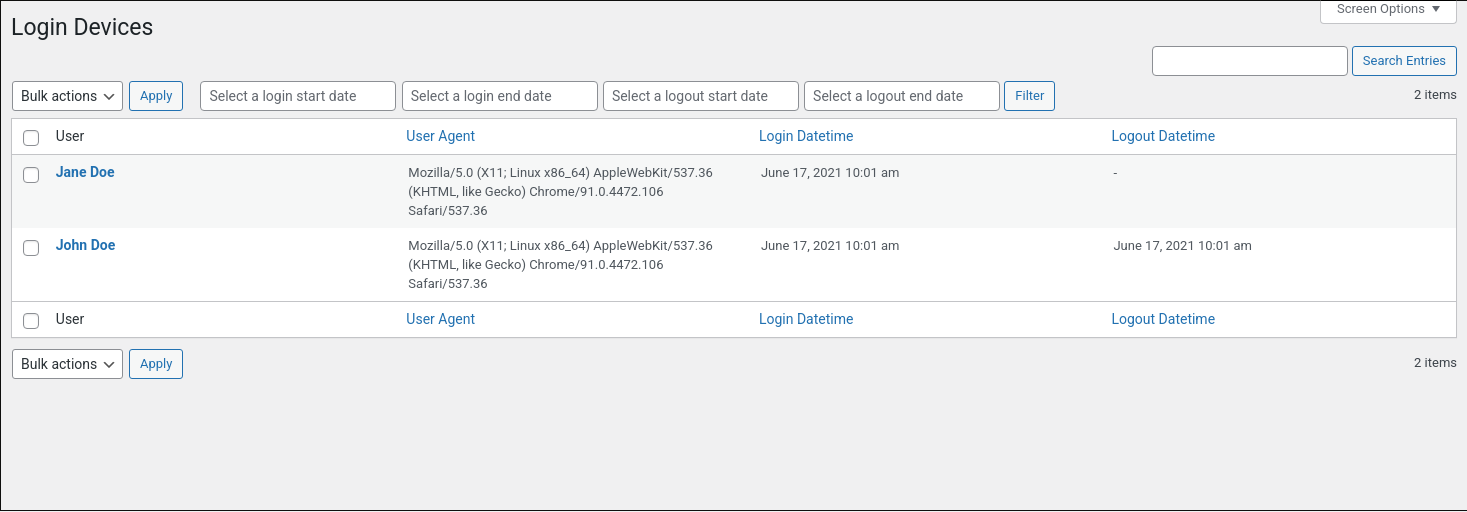 Screen Options
Login Devices
Search Entries
Bulk actions Apply Select a login start date Select a login end date Select a logout start date Select a logout end date Filter 2 items
User User Agent Login Datetime Logout Datetime
Jane Doe Mozilla/5.0 (X11; Linux x86_64) AppleWebKit/537.36 June 17, 2021 10:01 am -
(KHTML, like Gecko) Chrome/91.0.4472.106
Safari/537.36
John Doe Mozilla/5.0 (X11; Linux x86_64) AppleWebKit/537.36 June 17, 2021 10:01 am June 17, 2021 10:01 am
(KHTML, like Gecko) Chrome/91.0.4472.106
Safari/537.36
User User Agent Login Datetime Logout Datetime
Bulk actions Apply 2 items